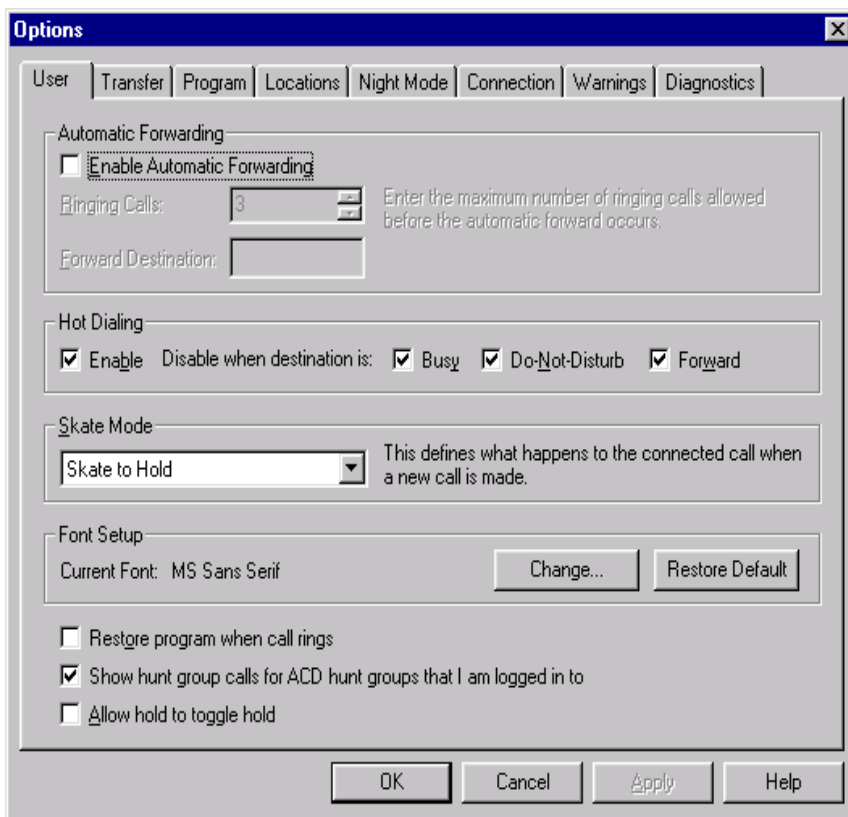 Options
User Transfer Program Locations Night Mode Connection Warnings Diagnostics
Automatic Forwarding
Enable Automatic Forwarding
Ringing Calls: 3 Enter the maximum number of ringing calls allowed
before the automatic forward occurs.
Forward Destination:
Hot Dialing
Enable Disable when destination is: Busy Do-Not-Disturb Forward
Skate Mode
Skate to Hold This defines what happens to the connected call when
a new call is made.
Font Setup
Current Font: MS Sans Serif Change... Restore Default
Restore program when call rings
Show hunt group calls for ACD hunt groups that I am logged in to
Allow hold to toggle hold
OK Cancel Apply Help